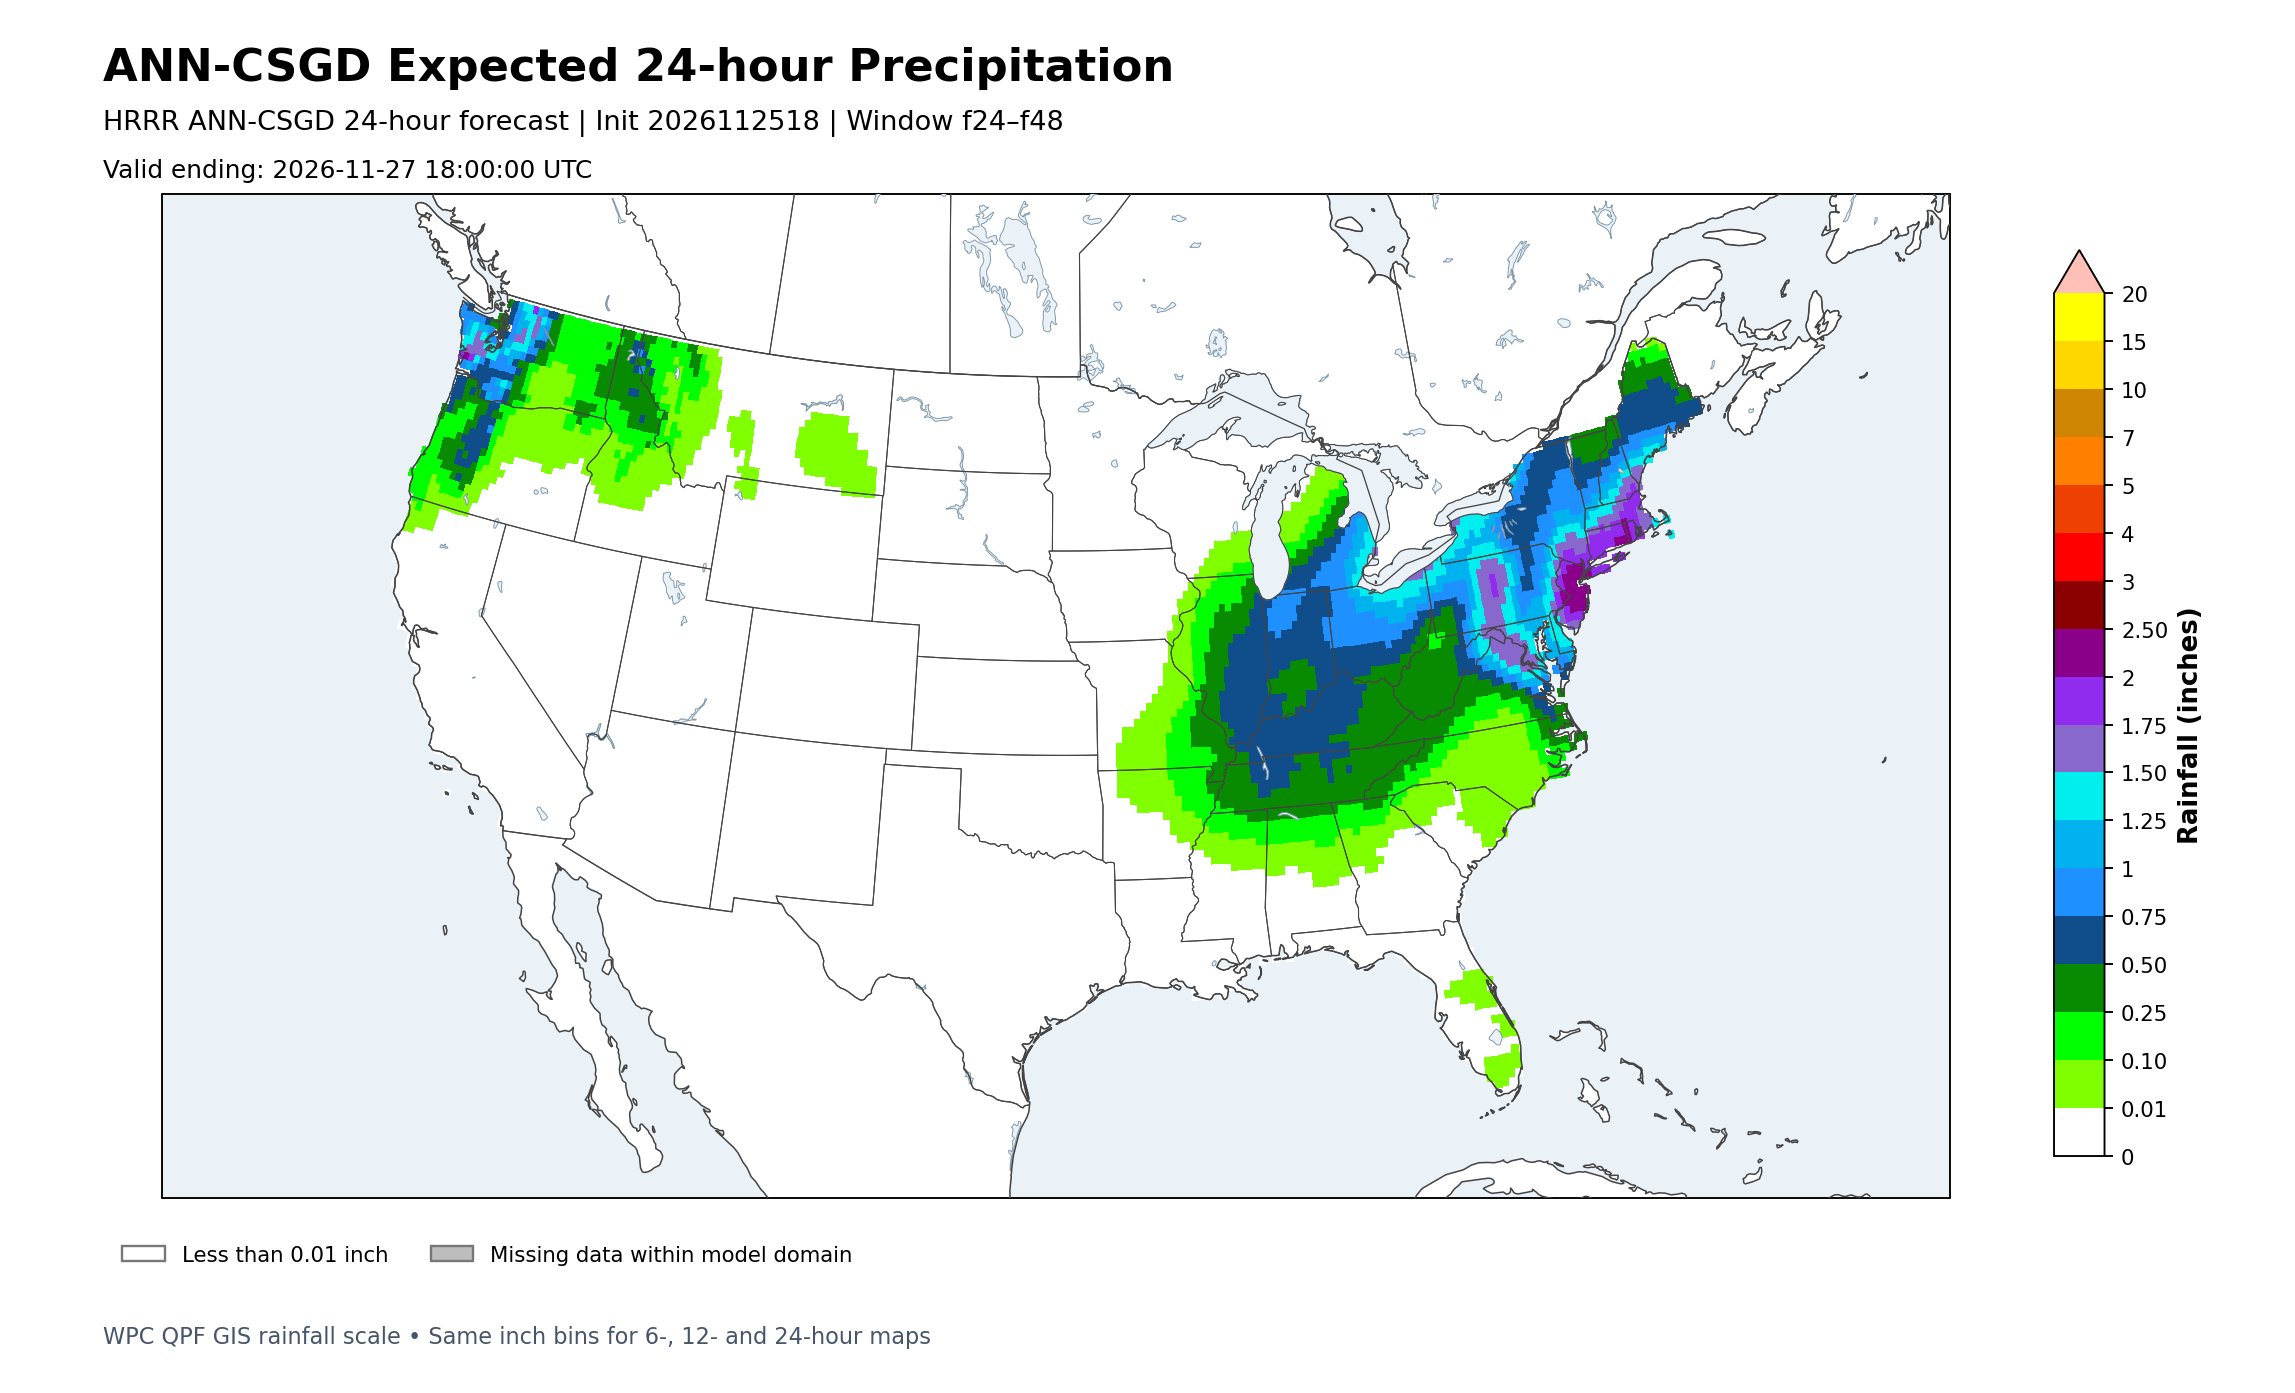 ANN-CSGD Expected 24-hour Precipitation
HRRR ANN-CSGD 24-hour forecast | Init 2026112518 | Window f24–f48
Valid ending: 2026-11-27 18:00:00 UTC
20
15
10
7
5
4
3
2.50
2
1.75
1.50
1.25
1
0.75
0.50
0.25
0.10
0.01
0
Rainfall (inches)
Less than 0.01 inch
Missing data within model domain
WPC QPF GIS rainfall scale • Same inch bins for 6-, 12- and 24-hour maps